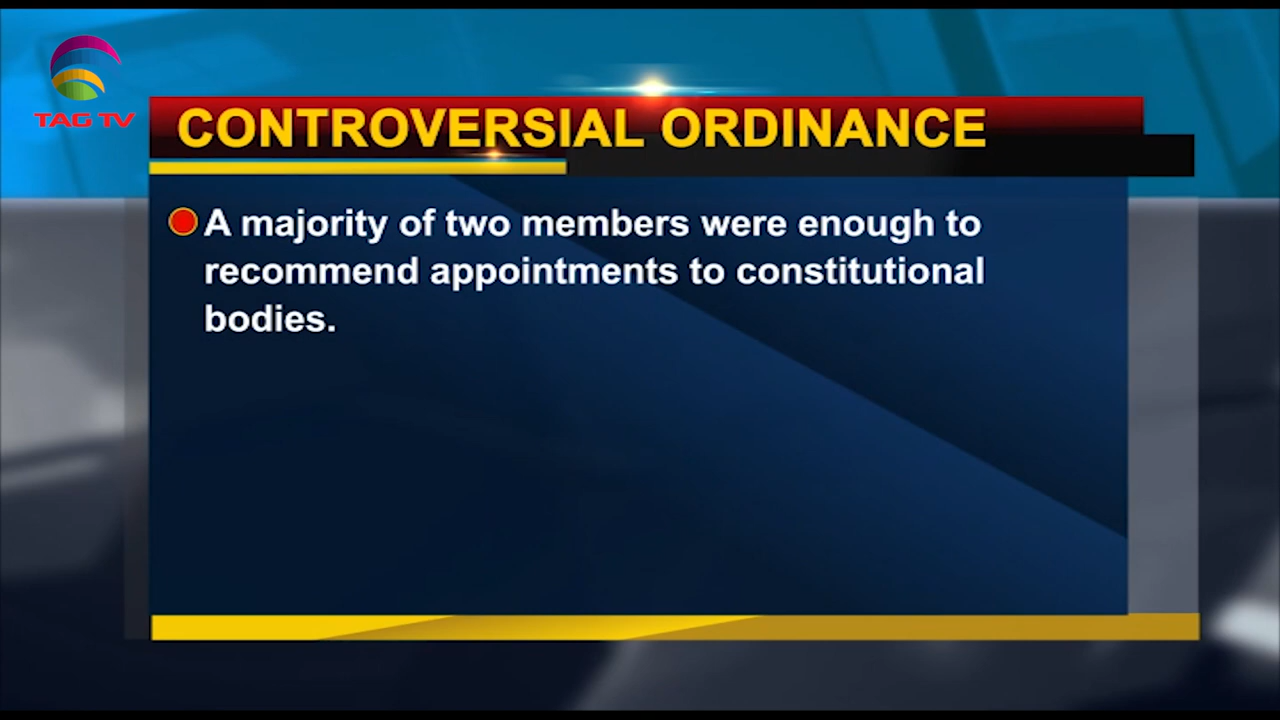 TAG TV
CONTROVERSIAL ORDINANCE
A majority of two members were enough to
recommend appointments to constitutional
bodies.